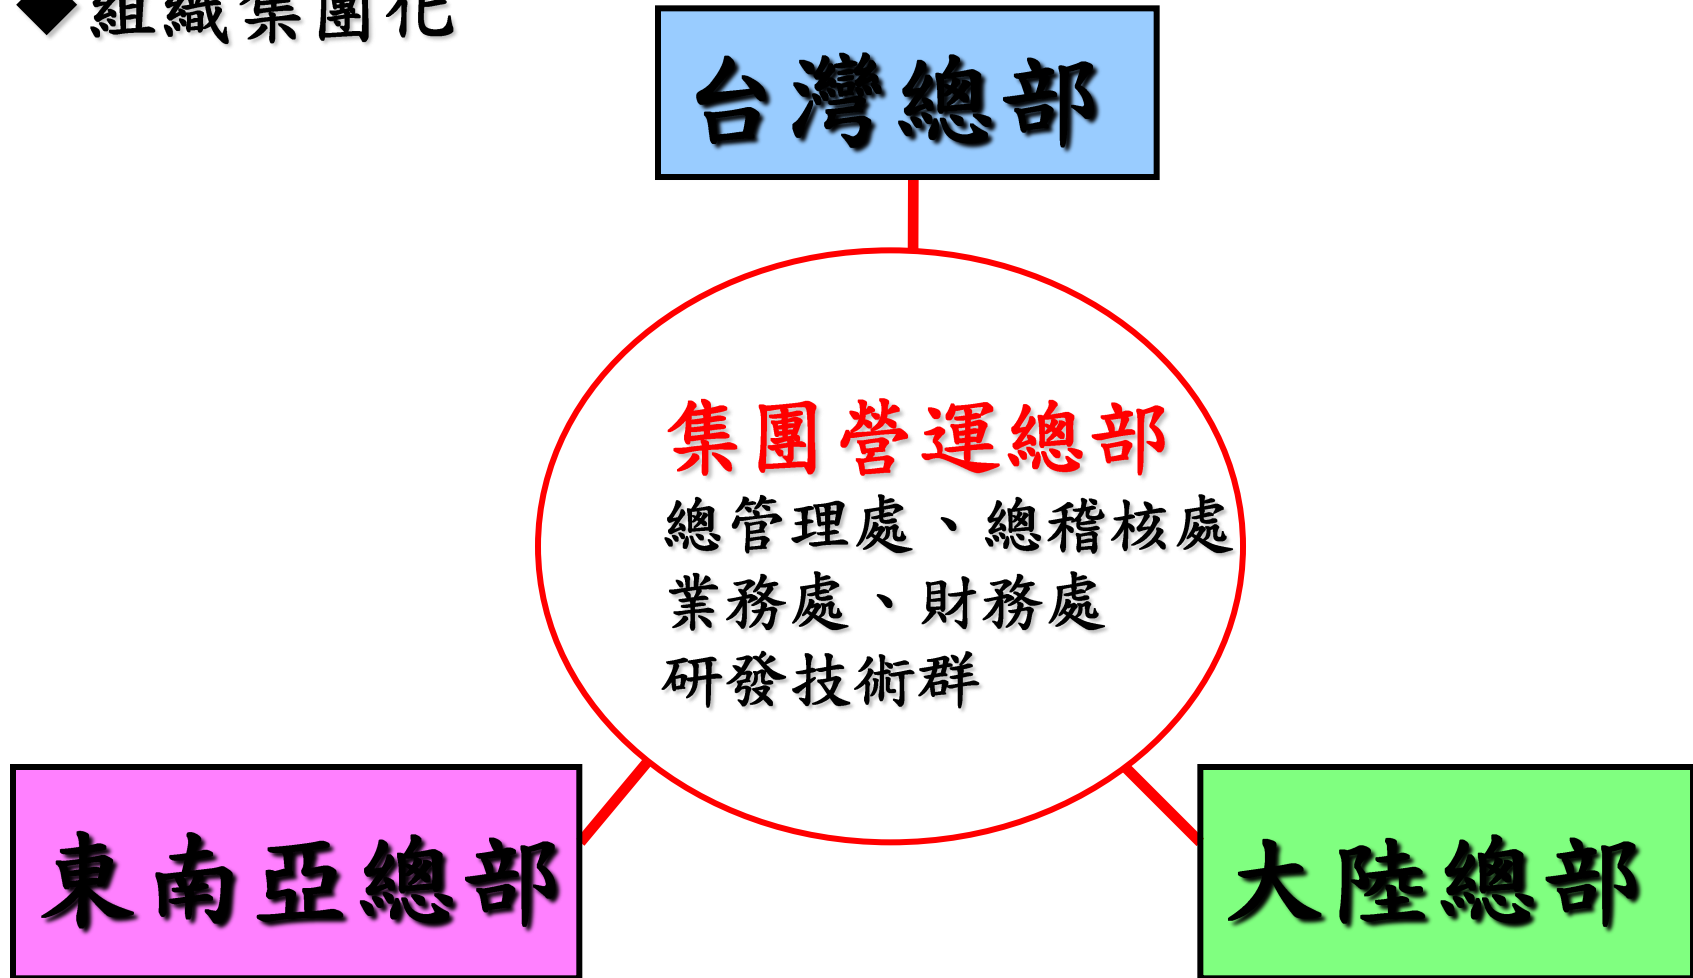 ◆組織集團化
台灣總部
集團營運總部
總管理處、總稽核處
業務處、財務處
研發技術群
東南亞總部
大陸總部